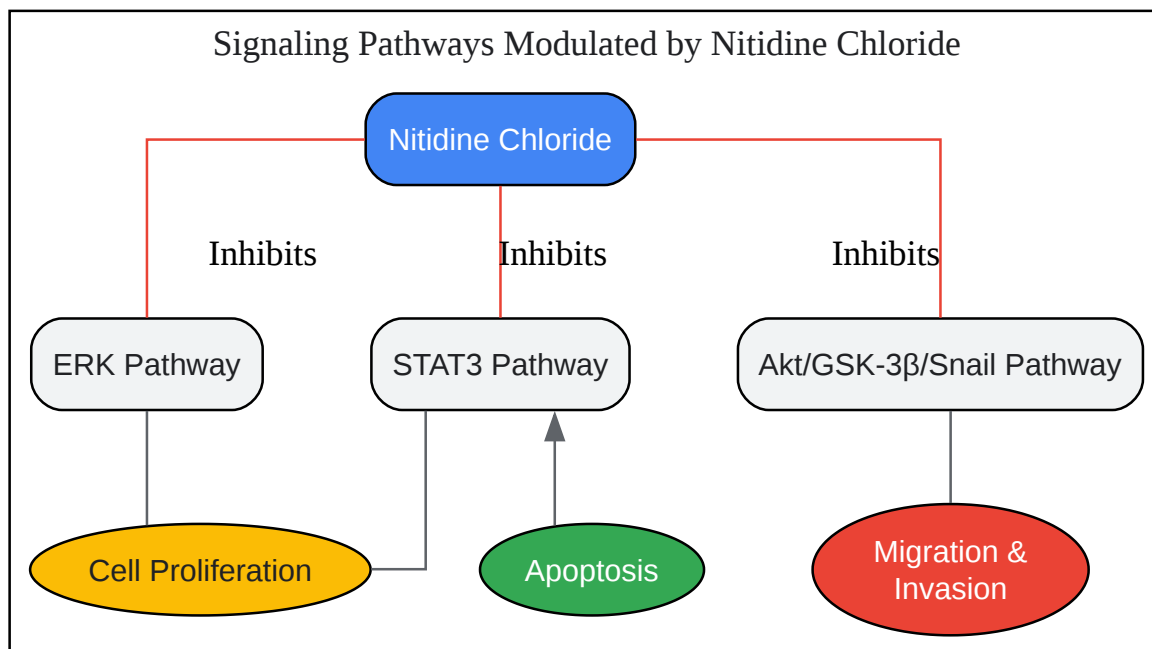 Signaling Pathways Modulated by Nitidine Chloride
Nitidine Chloride
Inhibits
Inhibits
Inhibits
ERK Pathway
STAT3 Pathway
Akt/GSK-3β/Snail Pathway
Cell Proliferation
Apoptosis
Migration &
Invasion